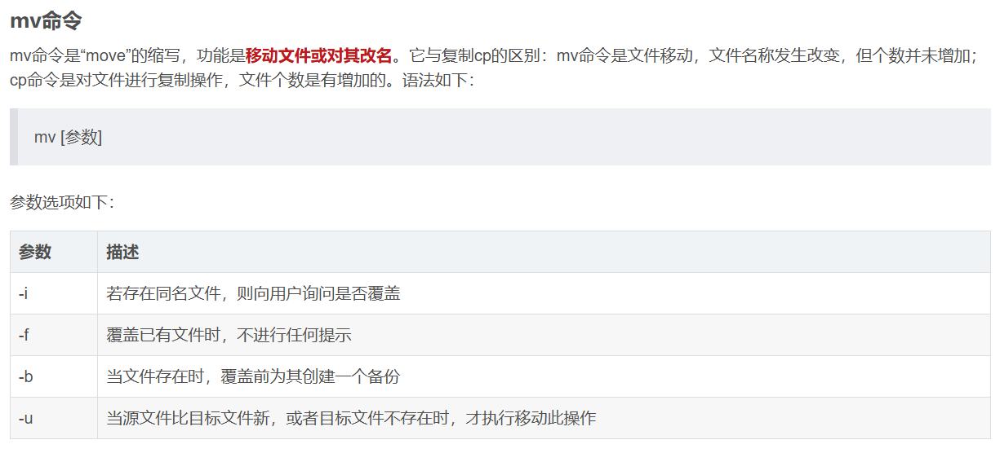 mv命令
mv命令是“move”的缩写，功能是移动文件或对其改名。它与复制cp的区别：mv命令是文件移动，文件名称发生改变，但个数并未增加；
cp命令是对文件进行复制操作，文件个数是有增加的。语法如下：
mv [参数]
参数选项如下：
参数 描述
-i 若存在同名文件，则向用户询问是否覆盖
-f 覆盖已有文件时，不进行任何提示
-b 当文件存在时，覆盖前为其创建一个备份
-u 当源文件比目标文件新，或者目标文件不存在时，才执行移动此操作